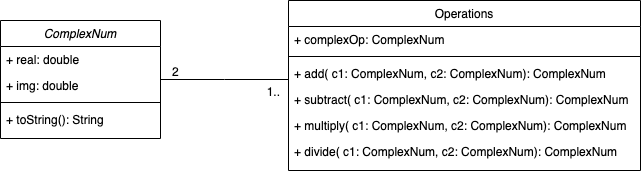 ComplexNum
+ real: double
+ img: double
+ toString(): String
2
1..
Operations
+ complexOp: ComplexNum
+ add( c1: ComplexNum, c2: ComplexNum): ComplexNum
+ subtract( c1: ComplexNum, c2: ComplexNum): ComplexNum
+ multiply( c1: ComplexNum, c2: ComplexNum): ComplexNum
+ divide( c1: ComplexNum, c2: ComplexNum): ComplexNum